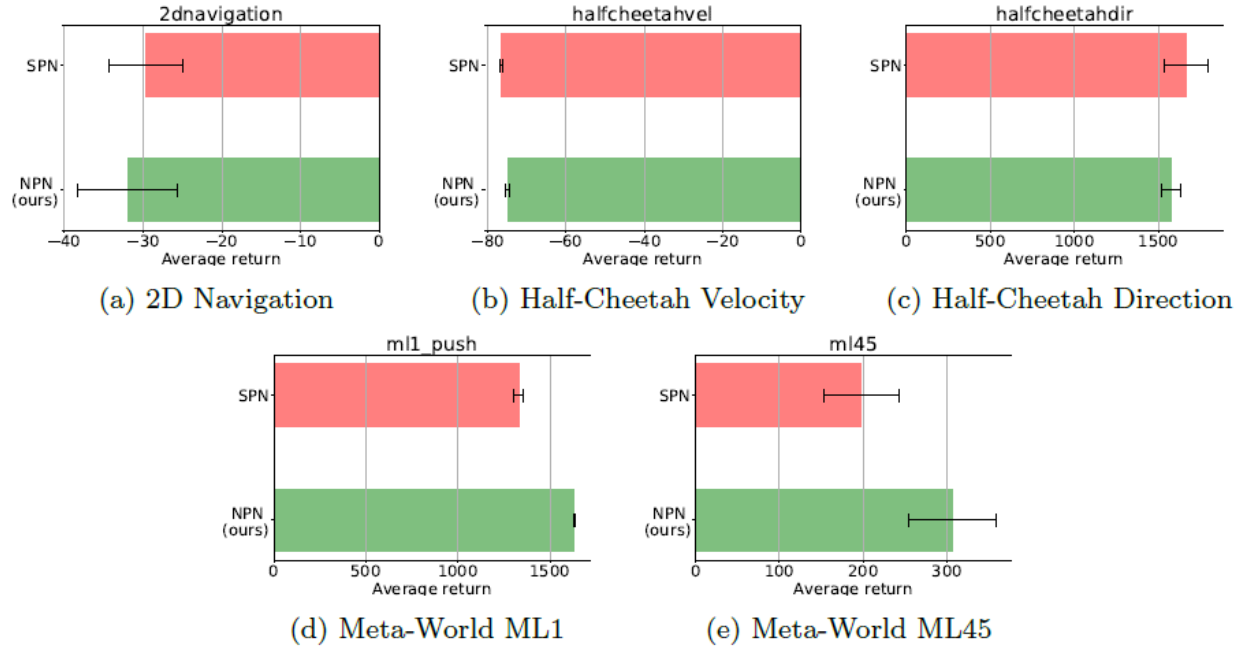 2dnavigation
SPN
NPN
(ours)
−40 −30 −20 −10 0
Average return
(a) 2D Navigation
halfcheetahvel
SPN
NPN
(ours)
−80 −60 −40 −20 0
Average return
(b) Half-Cheetah Velocity
halfcheetahdir
SPN
NPN
(ours)
0 500 1000 1500
Average return
(c) Half-Cheetah Direction
ml1_push
SPN
NPN
(ours)
0 500 1000 1500
Average return
(d) Meta-World ML1
ml45
SPN
NPN
(ours)
0 100 200 300
Average return
(e) Meta-World ML45